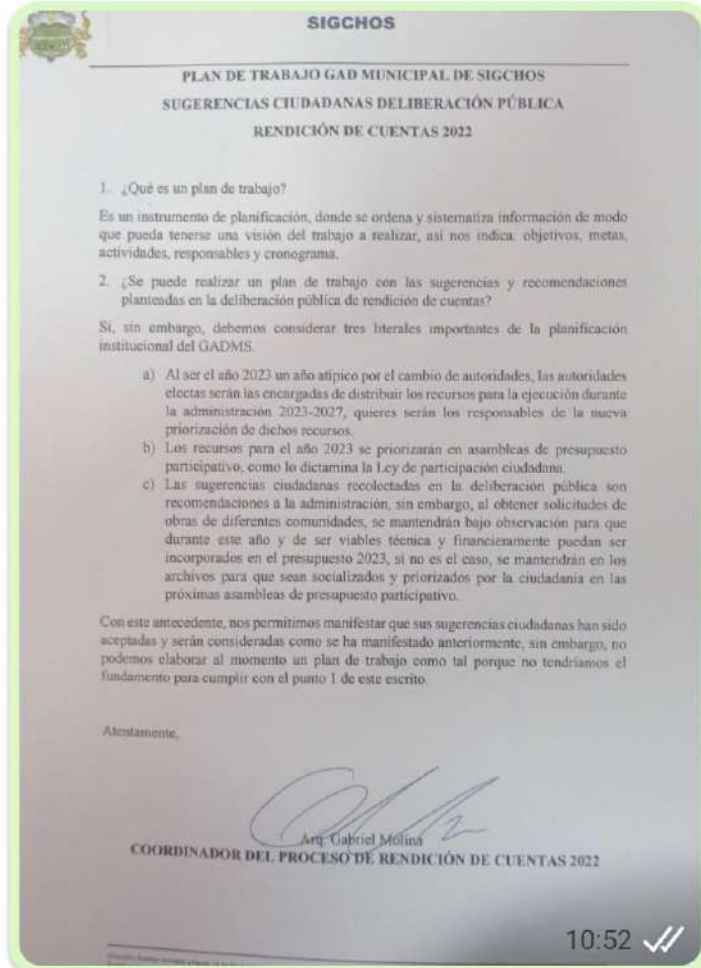 SIGCHOS
PLAN DE TRABAJO GAD MUNICIPAL DE SIGCHOS
SUGERENCIAS CIUDADANAS DELIBERACIÓN PÚBLICA
RENDICIÓN DE CUENTAS 2022
1. ¿Qué es un plan de trabajo?
Es un instrumento de planificación, donde se ordena y sistematiza información de modo
que pueda tenerse una visión del trabajo a realizar, así nos indica: objetivos, metas,
actividades, responsables y cronograma.
2. ¿Se puede realizar un plan de trabajo con las sugerencias y recomendaciones
planteadas en la deliberación pública de rendición de cuentas?
Si, sin embargo, debemos considerar tres literales importantes de la planificación
institucional del GADMS.
a) Al ser el año 2023 un año atípico por el cambio de autoridades, las autoridades
electas serán las encargadas de distribuir los recursos para la ejecución durante
la administración 2023-2027, quieres serán los responsables de la nueva
priorización de dichos recursos.
b) Los recursos para el año 2023 se priorizarán en asambleas de presupuesto
participativo, como lo dictamina la Ley de participación ciudadana.
c) Las sugerencias ciudadanas recolectadas en la deliberación pública son
recomendaciones a la administración, sin embargo, al obtener solicitudes de
obras de diferentes comunidades, se mantendrán bajo observación para que
durante este año y de ser viables técnica y financieramente puedan ser
incorporados en el presupuesto 2023, si no es el caso, se mantendrán en los
archivos para que sean socializados y priorizados por la ciudadanía en las
próximas asambleas de presupuesto participativo.
Con este antecedente, nos permitimos manifestar que sus sugerencias ciudadanas han sido
aceptadas y serán consideradas como se ha manifestado anteriormente, sin embargo, no
podemos elaborar al momento un plan de trabajo como tal porque no tendríamos el
fundamento para cumplir con el punto 1 de este escrito.
Atentamente,
Arq. Gabriel Molina
COORDINADOR DEL PROCESO DE RENDICIÓN DE CUENTAS 2022
10:52